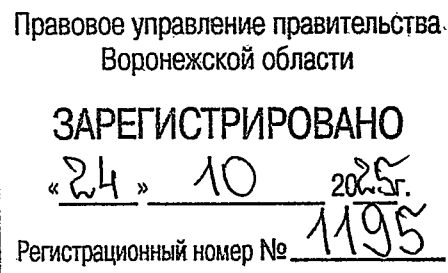 Правовое управление правительства
Воронежской области
ЗАРЕГИСТРИРОВАНО
«24» 10 2025г.
Регистрационный номер № 1195